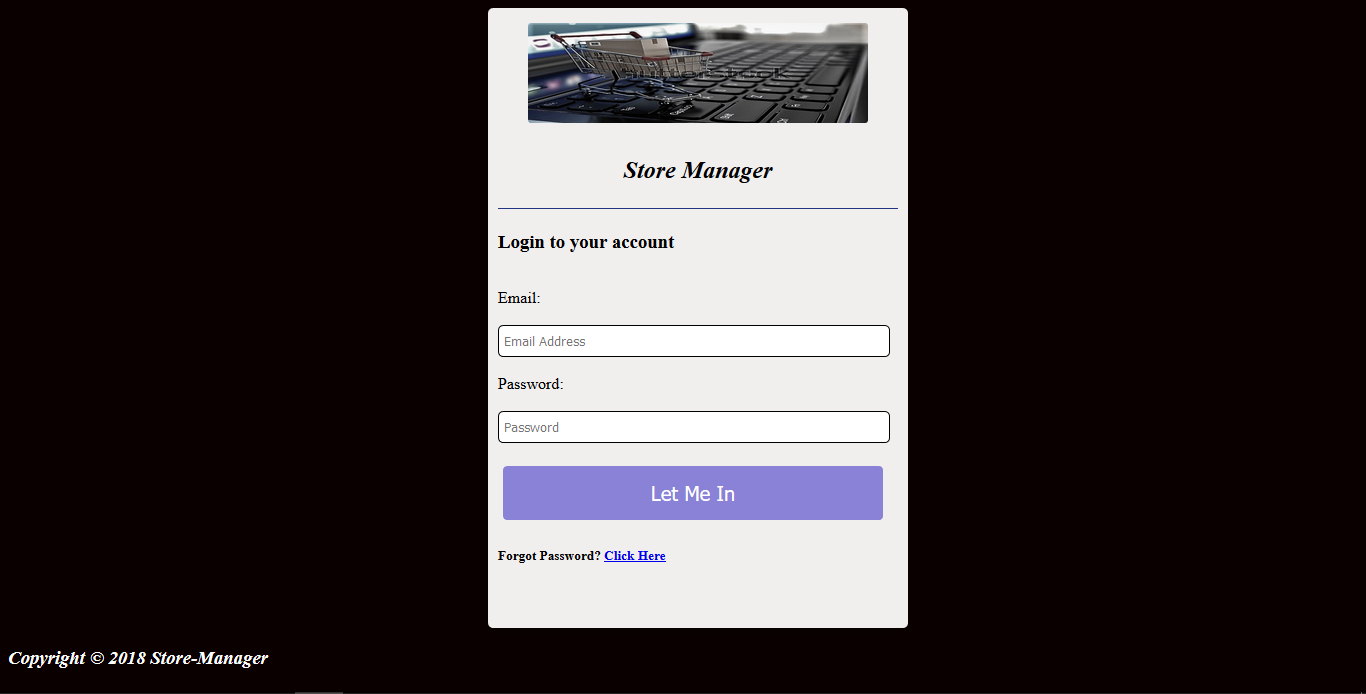 Store Manager
Login to your account
Email:
Email Address
Password:
Password
Let Me In
Forgot Password? Click Here
Copyright © 2018 Store-Manager